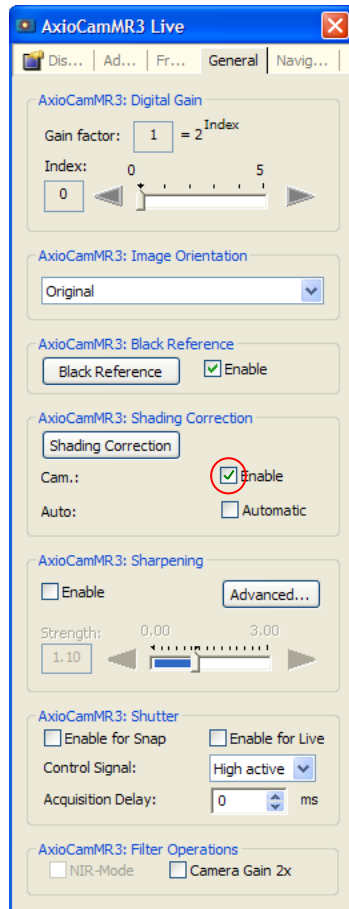 AxioCamMR3 Live
Dis... Ad... Fr... General Navig...
AxioCamMR3: Digital Gain
Gain factor: 1 = 2^Index
Index: 0 5
0
AxioCamMR3: Image Orientation
Original
AxioCamMR3: Black Reference
Black Reference Enable
AxioCamMR3: Shading Correction
Shading Correction
Cam.: Enable
Auto: Automatic
AxioCamMR3: Sharpening
Enable Advanced...
Strength: 0.00 3.00
1.10
AxioCamMR3: Shutter
Enable for Snap Enable for Live
Control Signal: High active
Acquisition Delay: 0 ms
AxioCamMR3: Filter Operations
NIR-Mode Camera Gain 2x